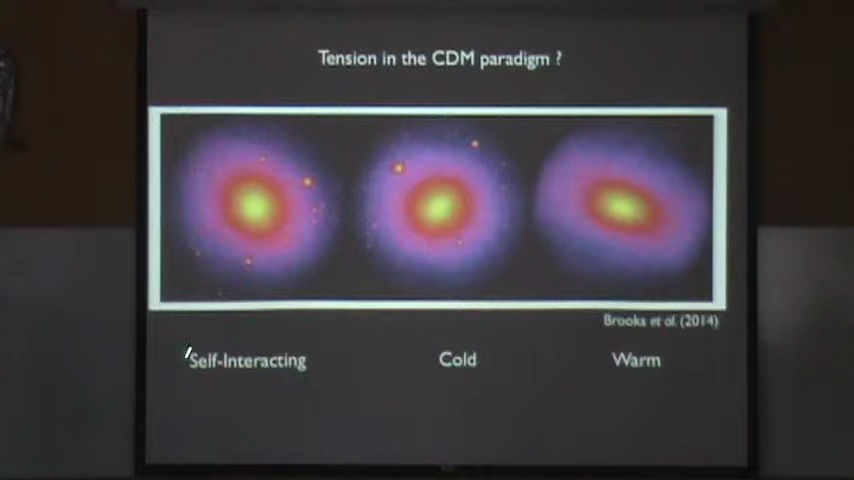 Tension in the CDM paradigm ?
Brooks et al. (2014)
Self-Interacting
Cold
Warm